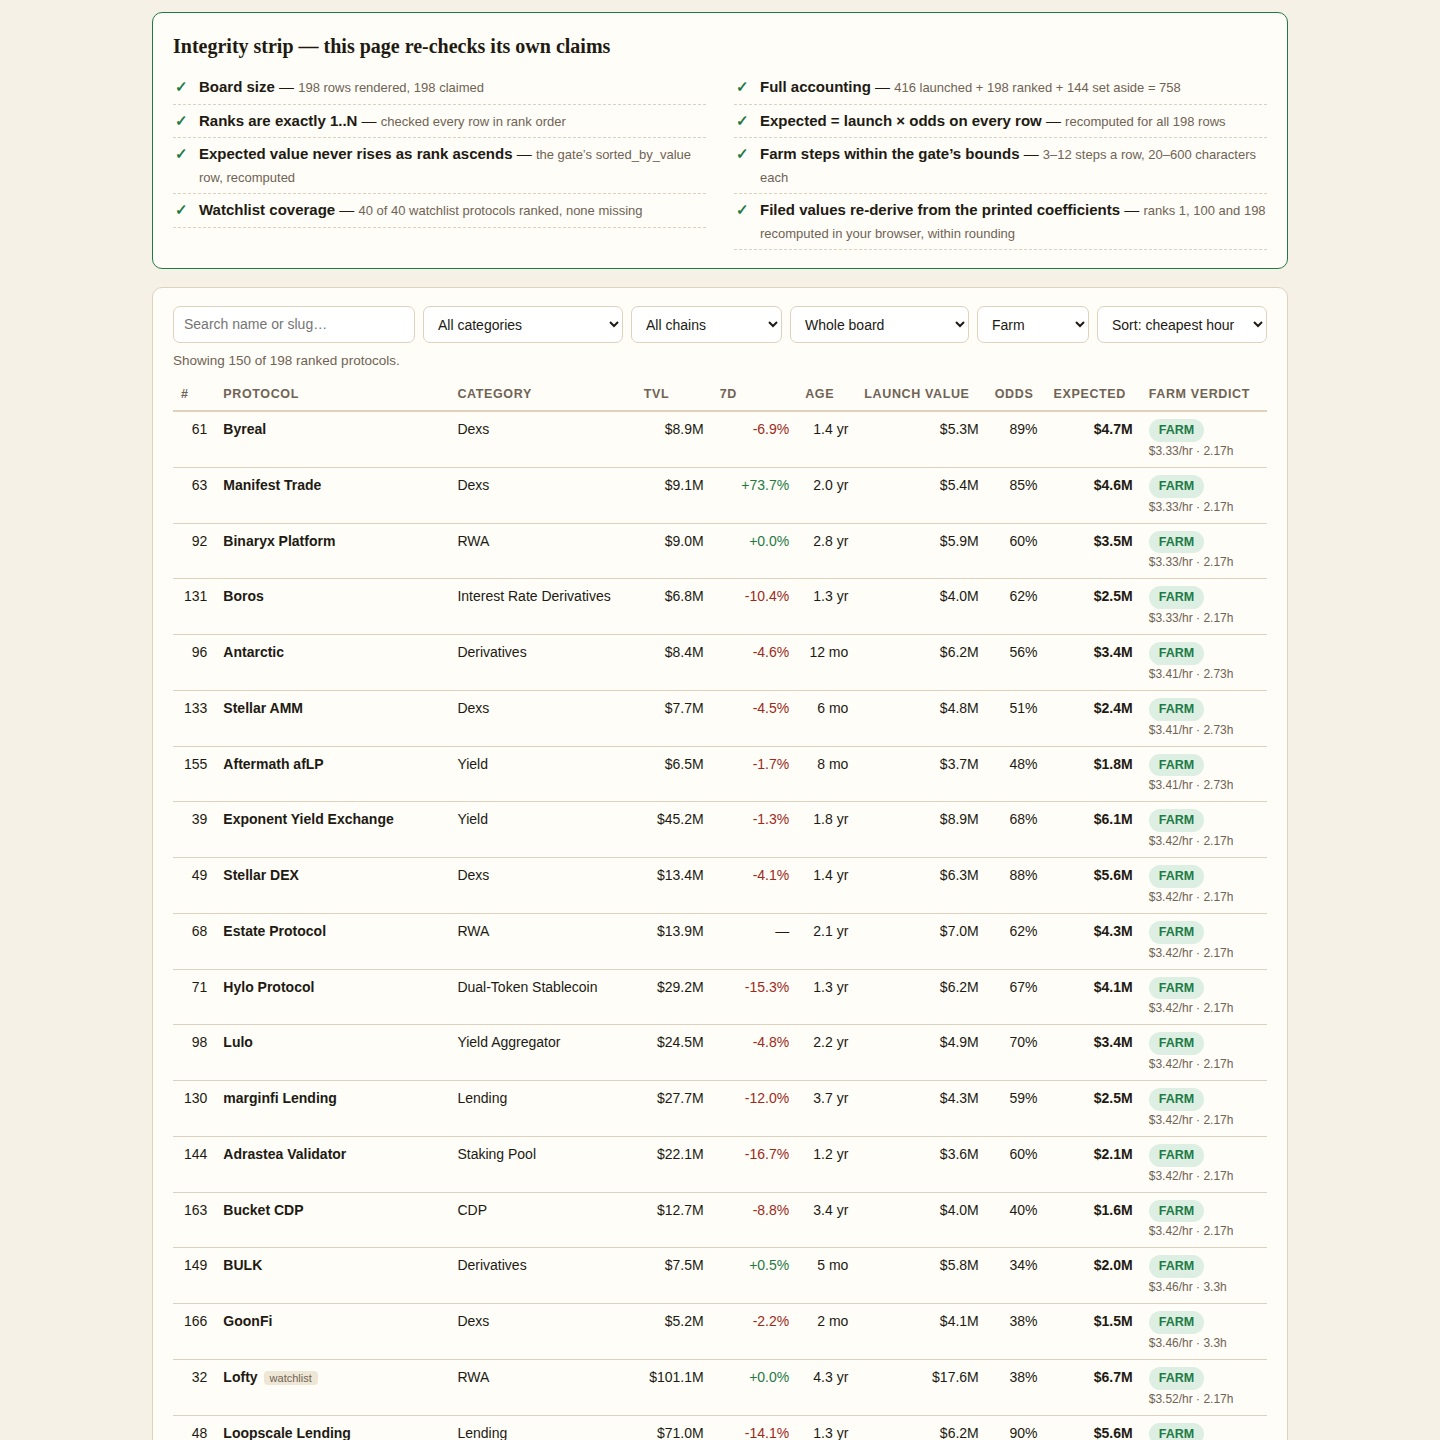 Integrity strip — this page re-checks its own claims
✓ Board size — 198 rows rendered, 198 claimed
✓ Ranks are exactly 1..N — checked every row in rank order
✓ Expected value never rises as rank ascends — the gate's sorted_by_value
row, recomputed
✓ Watchlist coverage — 40 of 40 watchlist protocols ranked, none missing
✓ Full accounting — 416 launched + 198 ranked + 144 set aside = 758
✓ Expected = launch × odds on every row — recomputed for all 198 rows
✓ Farm steps within the gate’s bounds — 3–12 steps a row, 20–600 characters
each
✓ Filed values re-derive from the printed coefficients — ranks 1, 100 and 198
recomputed in your browser, within rounding
Search name or slug… All categories All chains Whole board Farm Sort: cheapest hour
Showing 150 of 198 ranked protocols.
# PROTOCOL CATEGORY TVL 7D AGE LAUNCH VALUE ODDS EXPECTED FARM VERDICT
61 Byreal Dexs $8.9M -6.9% 1.4 yr $5.3M 89% $4.7M FARM
$3.33/hr · 2.17h
63 Manifest Trade Dexs $9.1M +73.7% 2.0 yr $5.4M 85% $4.6M FARM
$3.33/hr · 2.17h
92 Binaryx Platform RWA $9.0M +0.0% 2.8 yr $5.9M 60% $3.5M FARM
$3.33/hr · 2.17h
131 Boros Interest Rate Derivatives $6.8M -10.4% 1.3 yr $4.0M 62% $2.5M FARM
$3.33/hr · 2.17h
96 Antarctic Derivatives $8.4M -4.6% 12 mo $6.2M 56% $3.4M FARM
$3.41/hr · 2.73h
133 Stellar AMM Dexs $7.7M -4.5% 6 mo $4.8M 51% $2.4M FARM
$3.41/hr · 2.73h
155 Aftermath afLP Yield $6.5M -1.7% 8 mo $3.7M 48% $1.8M FARM
$3.41/hr · 2.73h
39 Exponent Yield Exchange Yield $45.2M -1.3% 1.8 yr $8.9M 68% $6.1M FARM
$3.42/hr · 2.17h
49 Stellar DEX Dexs $13.4M -4.1% 1.4 yr $6.3M 88% $5.6M FARM
$3.42/hr · 2.17h
68 Estate Protocol RWA $13.9M — 2.1 yr $7.0M 62% $4.3M FARM
$3.42/hr · 2.17h
71 Hylo Protocol Dual-Token Stablecoin $29.2M -15.3% 1.3 yr $6.2M 67% $4.1M FARM
$3.42/hr · 2.17h
98 Lulo Yield Aggregator $24.5M -4.8% 2.2 yr $4.9M 70% $3.4M FARM
$3.42/hr · 2.17h
130 marginfi Lending Lending $27.7M -12.0% 3.7 yr $4.3M 59% $2.5M FARM
$3.42/hr · 2.17h
144 Adrastea Validator Staking Pool $22.1M -16.7% 1.2 yr $3.6M 60% $2.1M FARM
$3.42/hr · 2.17h
163 Bucket CDP CDP $12.7M -8.8% 3.4 yr $4.0M 40% $1.6M FARM
$3.42/hr · 2.17h
149 BULK Derivatives $7.5M +0.5% 5 mo $5.8M 34% $2.0M FARM
$3.46/hr · 3.3h
166 GoonFi Dexs $5.2M -2.2% 2 mo $4.1M 38% $1.5M FARM
$3.46/hr · 3.3h
32 Lofty watchlist RWA $101.1M +0.0% 4.3 yr $17.6M 38% $6.7M FARM
$3.52/hr · 2.17h
48 Loopscale Lending Lending $71.0M -14.1% 1.3 yr $6.2M 90% $5.6M FARM